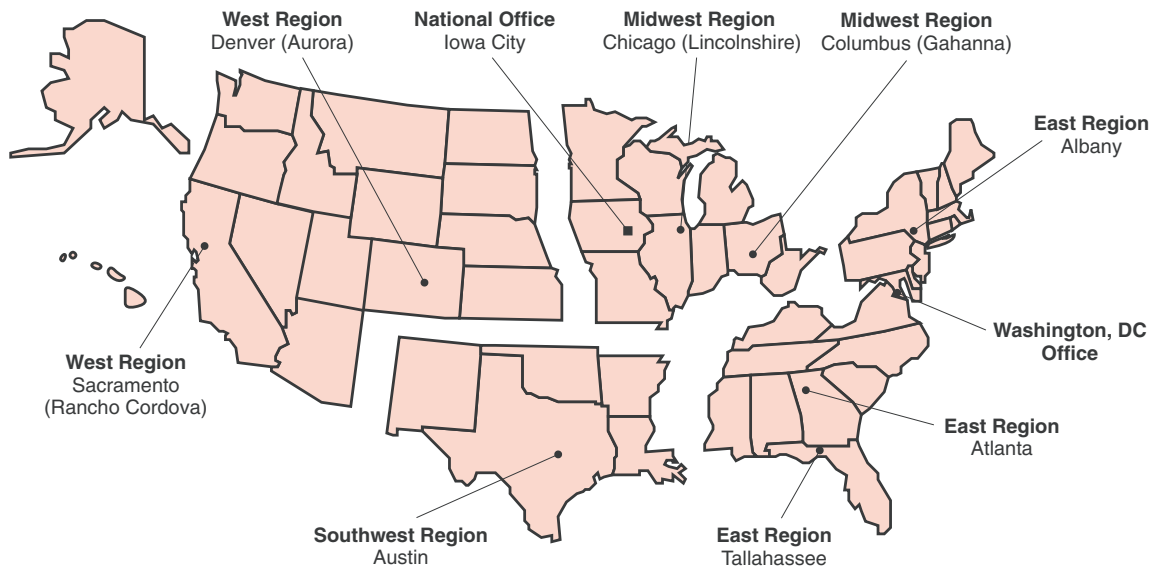 West Region
Denver (Aurora)
National Office
Iowa City
Midwest Region
Chicago (Lincolnshire)
Midwest Region
Columbus (Gahanna)
East Region
Albany
Washington, DC
Office
West Region
Sacramento
(Rancho Cordova)
East Region
Atlanta
Southwest Region
Austin
East Region
Tallahassee